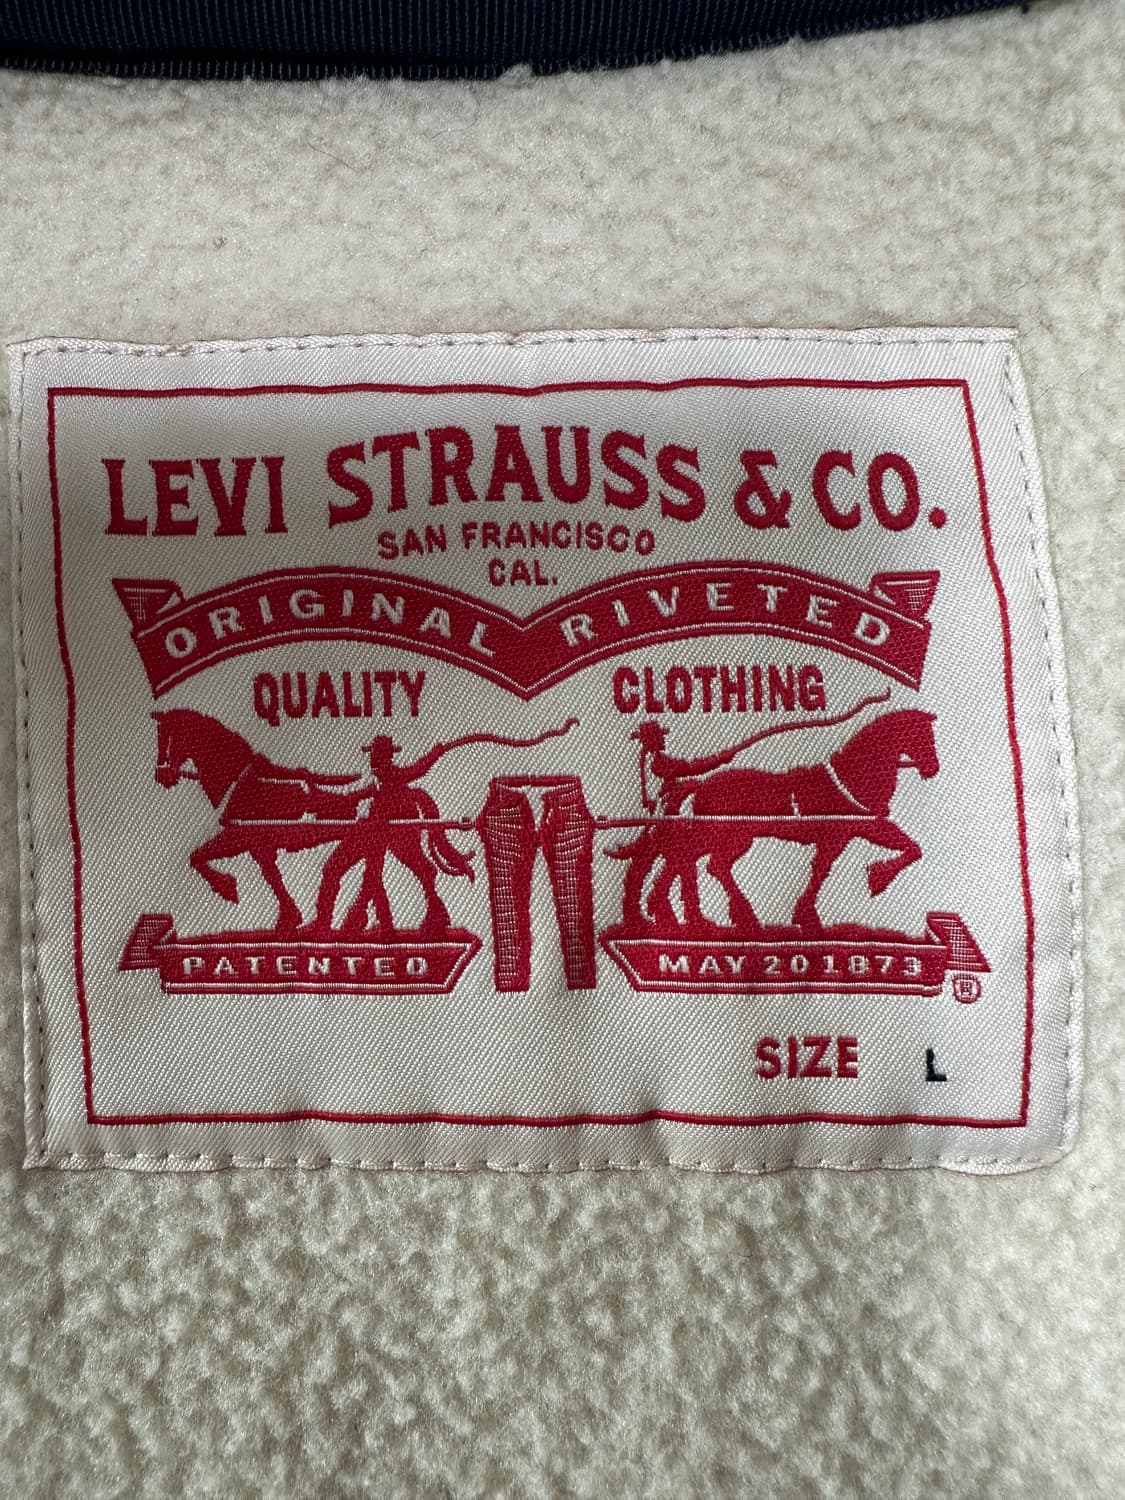 LEVI STRAUSS & CO.
SAN FRANCISCO
CAL.
ORIGINAL RIVETED
QUALITY CLOTHING
PATENTED MAY 20 1873
®
SIZE L